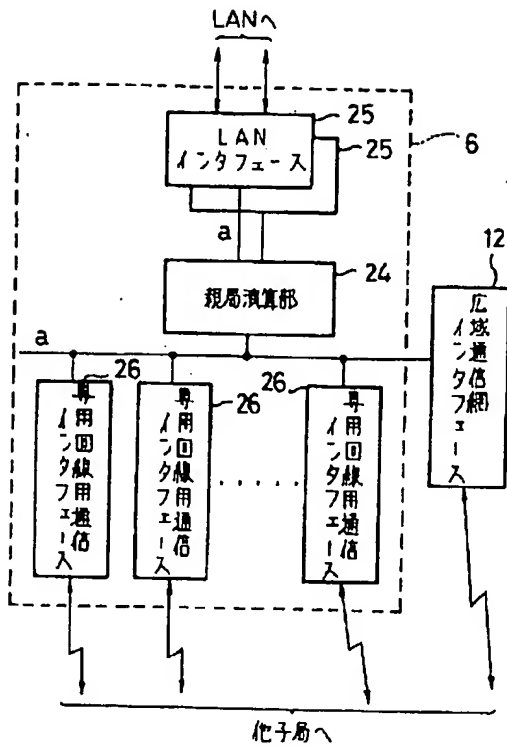 LANへ
LAN
インタフェース
25
25
6
a
親局演算部
24
12
広域通信網
インタフェース
a
26
専用回線用通信
インタフェース
26
専用回線用通信
インタフェース
26
専用回線用通信
インタフェース
......
他子局へ